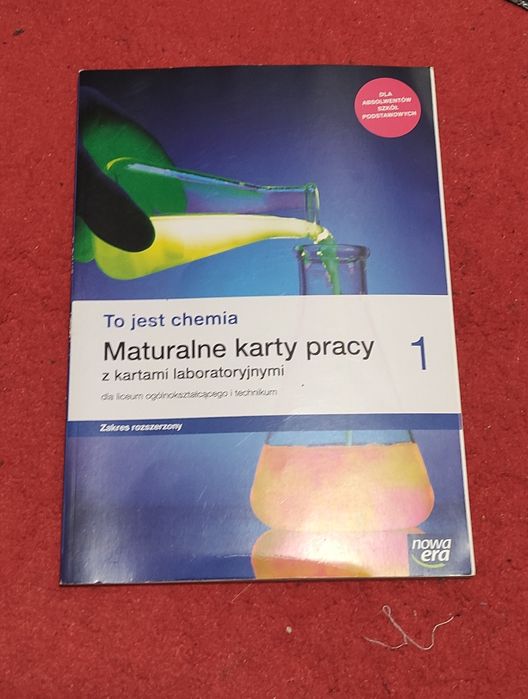 DLA
ABSOLWENTÓW
SZKÓŁ
PODSTAWOWYCH
To jest chemia
Maturalne karty pracy 1
z kartami laboratoryjnymi
dla liceum ogólnokształcącego i technikum
Zakres rozszerzony
nowa
era